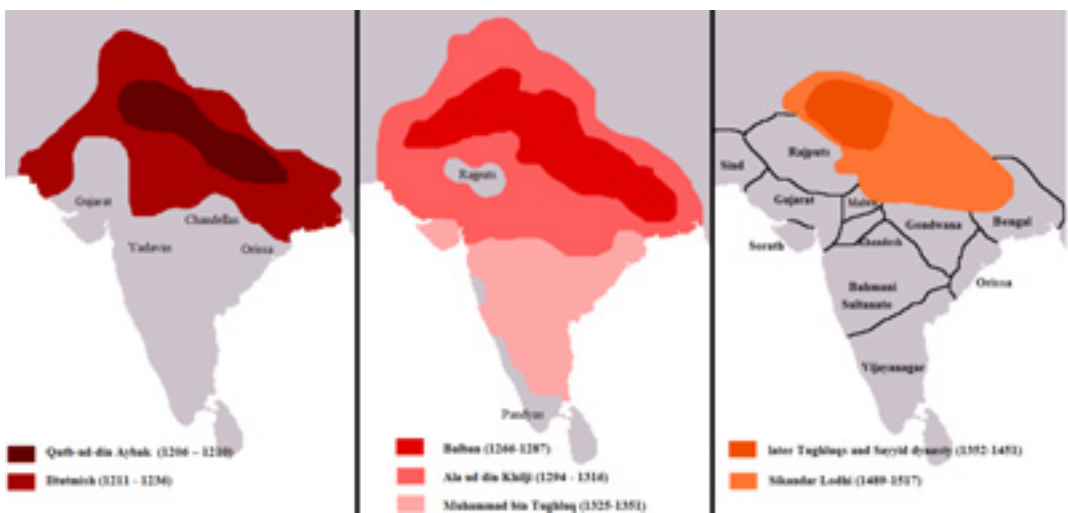 Gujarat
Chandellas
Yadavas
Orissa
Qutb-ud-din Aybak (1206 – 1210)
Iltutmish (1211 - 1236)
Rajputs
Pandyas
Balban (1266-1287)
Ala ud din Khilji (1294 - 1316)
Muhammad bin Tughluq (1325-1351)
Rajputs
Sind
Gujarat
Malwa
Gondwana
Bengal
Sorath
Khandesh
Orissa
Bahmani
Sultanate
Vijayanagar
later Tughluqs and Sayyid dynasty (1352-1451)
Sikandar Lodhi (1489-1517)